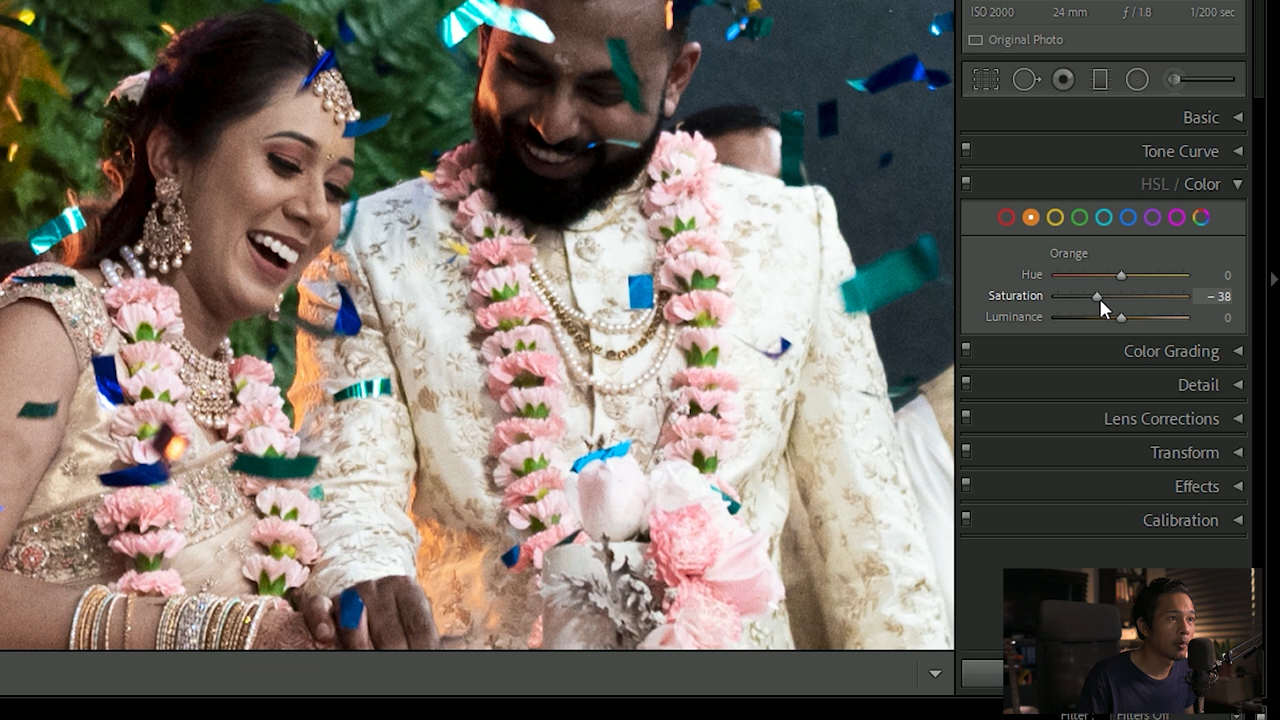 ISO 2000 24 mm ƒ / 1.8 1/200 sec
Original Photo
Basic
Tone Curve
HSL / Color
Orange
Hue 0
Saturation – 38
Luminance 0
Color Grading
Detail
Lens Corrections
Transform
Effects
Calibration
Filter : Filters Off